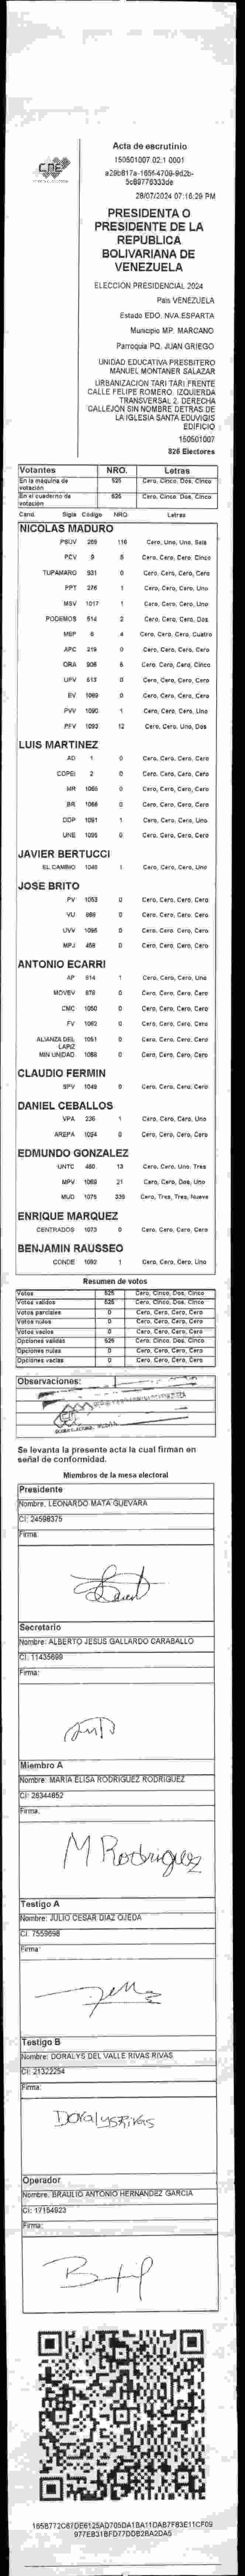 CNE
Acta de escrutinio
150501007.02.1.0001
a29b817a-165f-4709-9d2b-
5c69776333de
28/07/2024 07:16:29 PM
PRESIDENTA O
PRESIDENTE DE LA
REPUBLICA
BOLIVARIANA DE
VENEZUELA
ELECCION PRESIDENCIAL 2024
Pais VENEZUELA
Estado EDO. NVA.ESPARTA
Municipio MP. MARCANO
Parroquia PQ. JUAN GRIEGO
UNIDAD EDUCATIVA PRESBITERO
MANUEL MONTANER SALAZAR
URBANIZACION TARI TARI FRENTE
CALLE FELIPE ROMERO. IZQUIERDA
TRANSVERSAL 2. DERECHA
CALLEJON SIN NOMBRE DETRAS DE
LA IGLESIA SANTA EDUVIGIS
EDIFICIO
150501007
826 Electores
Votantes NRO. Letras
En la máquina de votación 525 Cero, Cinco, Dos, Cinco
En el cuaderno de votación 525 Cero, Cinco, Dos, Cinco
Cand. Sigla Código NRO Letras
NICOLAS MADURO
PSUV 269 116 Cero, Uno, Uno, Seis
PCV 9 5 Cero, Cero, Cero, Cinco
TUPAMARO 931 0 Cero, Cero, Cero, Cero
PPT 276 1 Cero, Cero, Cero, Uno
MSV 1017 1 Cero, Cero, Cero, Uno
PODEMOS 514 2 Cero, Cero, Cero, Dos
MEP 6 4 Cero, Cero, Cero, Cuatro
APC 219 0 Cero, Cero, Cero, Cero
ORA 906 5 Cero, Cero, Cero, Cinco
UPV 613 0 Cero, Cero, Cero, Cero
EV 1089 0 Cero, Cero, Cero, Cero
PVV 1090 1 Cero, Cero, Cero, Uno
PFV 1093 12 Cero, Cero, Uno, Dos
LUIS MARTINEZ
AD 1 0 Cero, Cero, Cero, Cero
COPEI 2 0 Cero, Cero, Cero, Cero
MR 1065 0 Cero, Cero, Cero, Cero
BR 1068 0 Cero, Cero, Cero, Cero
DDP 1091 1 Cero, Cero, Cero, Uno
UNE 1095 0 Cero, Cero, Cero, Cero
JAVIER BERTUCCI
EL CAMBIO 1048 1 Cero, Cero, Cero, Uno
JOSE BRITO
PV 1053 0 Cero, Cero, Cero, Cero
VU 869 0 Cero, Cero, Cero, Cero
UVV 1096 0 Cero, Cero, Cero, Cero
MPJ 458 0 Cero, Cero, Cero, Cero
ANTONIO ECARRI
AP 914 1 Cero, Cero, Cero, Uno
MOVEV 878 0 Cero, Cero, Cero, Cero
CMC 1050 0 Cero, Cero, Cero, Cero
FV 1062 0 Cero, Cero, Cero, Cero
ALIANZA DEL LAPIZ 1051 0 Cero, Cero, Cero, Cero
MIN UNIDAD 1058 0 Cero, Cero, Cero, Cero
CLAUDIO FERMIN
SPV 1049 0 Cero, Cero, Cero, Cero
DANIEL CEBALLOS
VPA 236 1 Cero, Cero, Cero, Uno
AREPA 1094 0 Cero, Cero, Cero, Cero
EDMUNDO GONZALEZ
UNTC 460 13 Cero, Cero, Uno, Tres
MPV 1069 21 Cero, Cero, Dos, Uno
MUD 1075 339 Cero, Tres, Tres, Nueve
ENRIQUE MARQUEZ
CENTRADOS 1073 0 Cero, Cero, Cero, Cero
BENJAMIN RAUSSEO
CONDE 1092 1 Cero, Cero, Cero, Uno
Resumen de votos
Votos 525 Cero, Cinco, Dos, Cinco
Votos validos 525 Cero, Cinco, Dos, Cinco
Votos parciales 0 Cero, Cero, Cero, Cero
Votos nulos 0 Cero, Cero, Cero, Cero
Votos vacios 0 Cero, Cero, Cero, Cero
Opciones validas 525 Cero, Cinco, Dos, Cinco
Opciones nulas 0 Cero, Cero, Cero, Cero
Opciones vacias 0 Cero, Cero, Cero, Cero
Observaciones:
Se levanta la presente acta la cual firman en
señal de conformidad.
Miembros de la mesa electoral
Presidente
Nombre: LEONARDO MATA GUEVARA
CI: 24598375
Firma:
Secretario
Nombre: ALBERTO JESUS GALLARDO CARABALLO
CI: 11435699
Firma:
Miembro A
Nombre: MARIA ELISA RODRIGUEZ RODRIGUEZ
CI: 26344852
Firma:
M Rodriguez
Testigo A
Nombre: JULIO CESAR DIAZ OJEDA
CI: 7559698
Firma:
Testigo B
Nombre: DORALYS DEL VALLE RIVAS RIVAS
CI: 21322254
Firma:
Doralys Rivas
Operador
Nombre: BRAULIO ANTONIO HERNANDEZ GARCIA
CI: 17154923
Firma:
165B772C67DE6125AD705DA1BA11DAB7F83E11CF09
977EB31BFD77DDB2BA2DA5